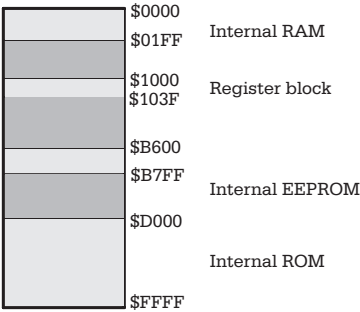 $0000
Internal RAM
$01FF
$1000
Register block
$103F
$B600
$B7FF
Internal EEPROM
$D000
Internal ROM
$FFFF